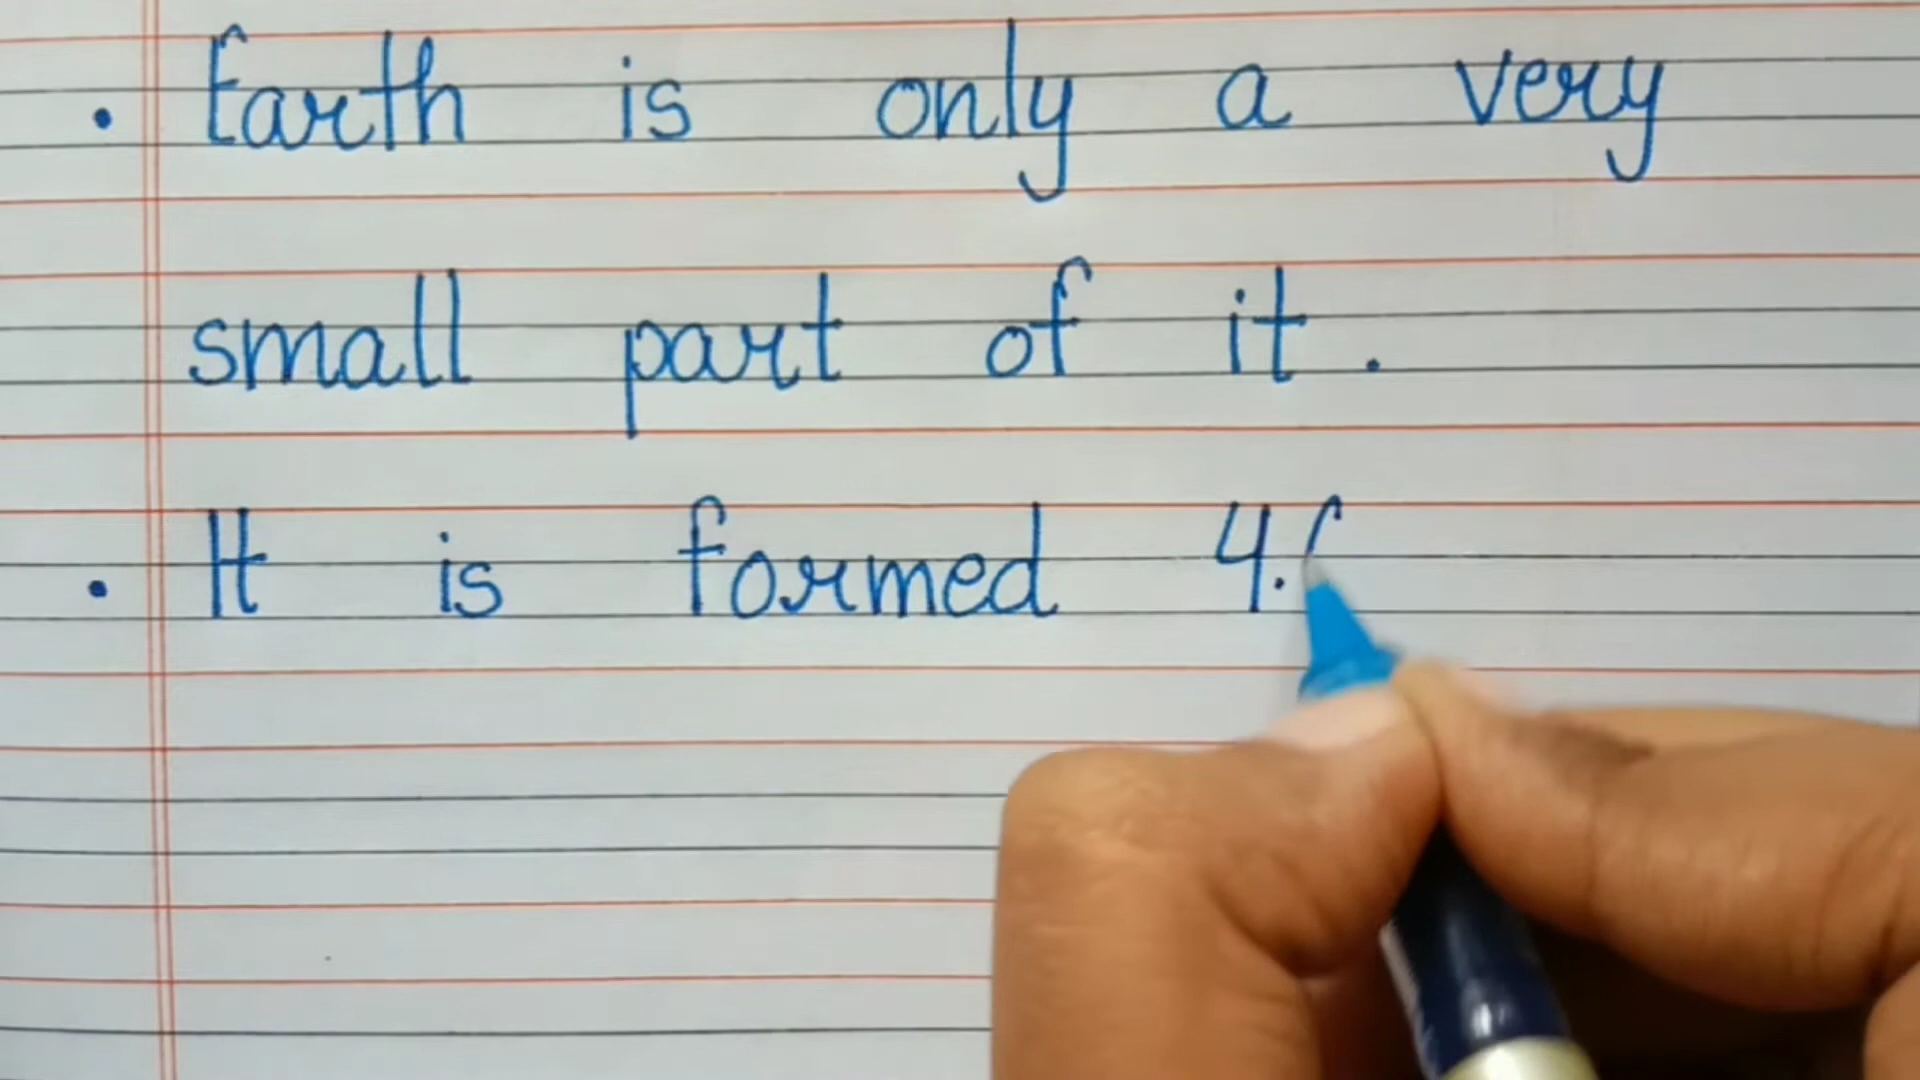 • Earth is only a very
small part of it.
• It is formed 4.